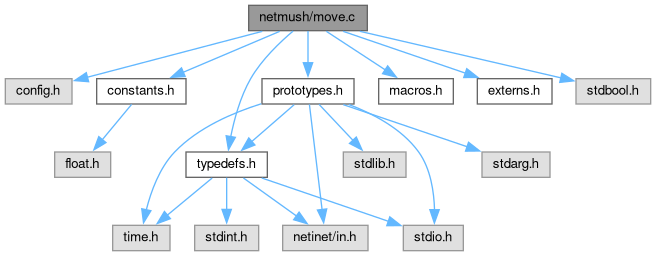 netmush/move.c
config.h
constants.h
prototypes.h
macros.h
externs.h
stdbool.h
float.h
typedefs.h
stdlib.h
stdarg.h
time.h
stdint.h
netinet/in.h
stdio.h